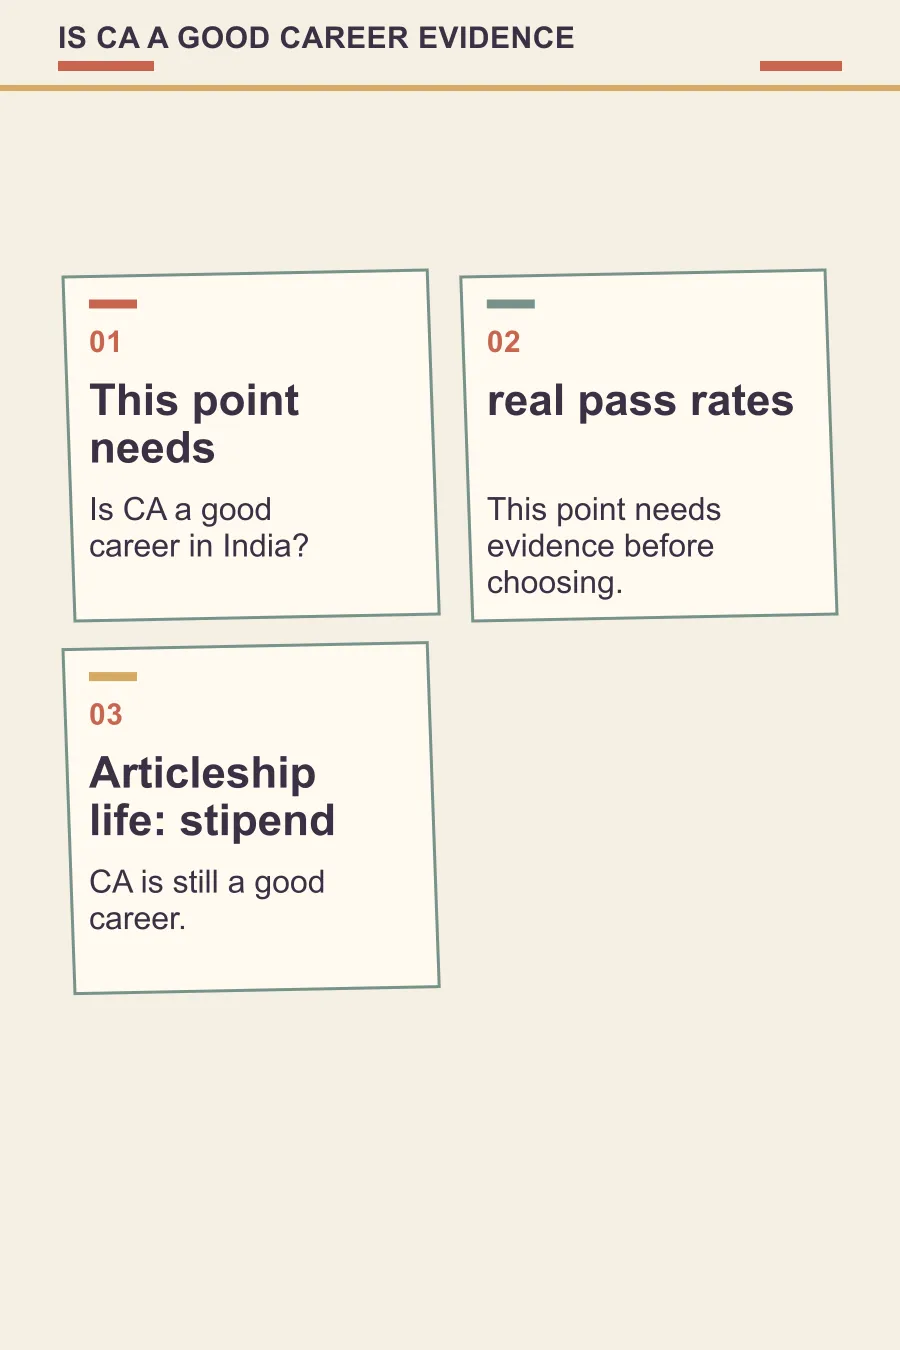 IS CA A GOOD CAREER EVIDENCE
01
This point
needs
Is CA a good
career in India?
02
real pass rates
This point needs
evidence before
choosing.
03
Articleship
life: stipend
CA is still a good
career.